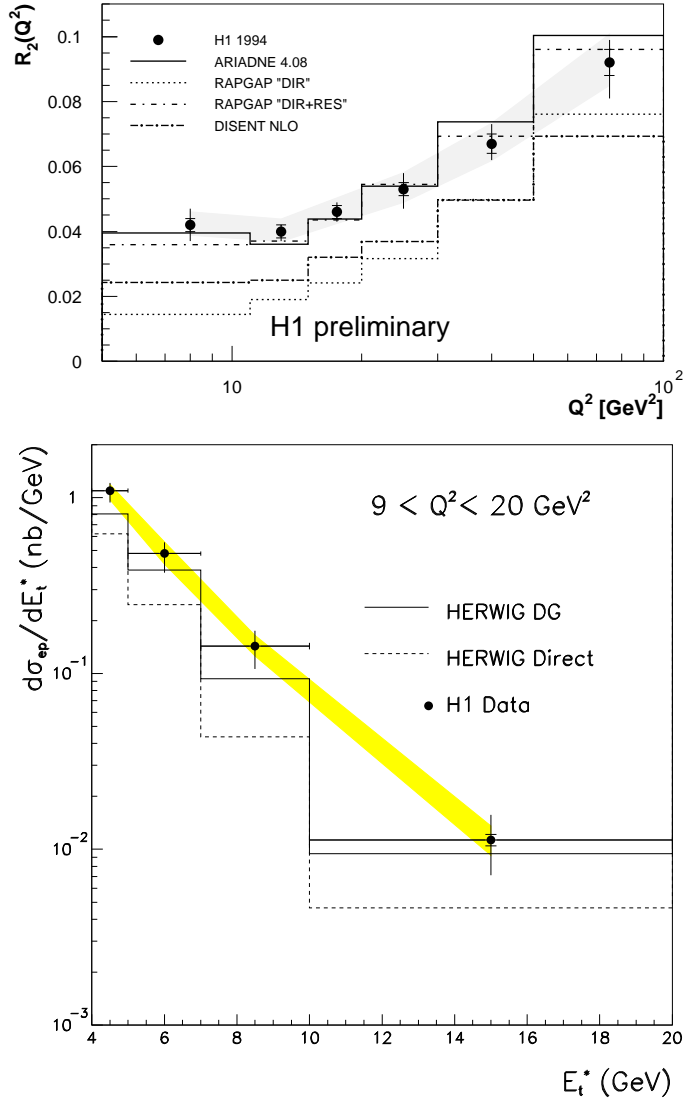 R₂(Q²)
0.1
0.08
0.06
0.04
0.02
0
H1 1994
ARIADNE 4.08
RAPGAP "DIR"
RAPGAP "DIR+RES"
DISENT NLO
H1 preliminary
10
10²
Q² [GeV²]
dσep/dEt* (nb/GeV)
1
10⁻¹
10⁻²
10⁻³
9 < Q² < 20 GeV²
HERWIG DG
HERWIG Direct
H1 Data
4 6 8 10 12 14 16 18 20
Et* (GeV)